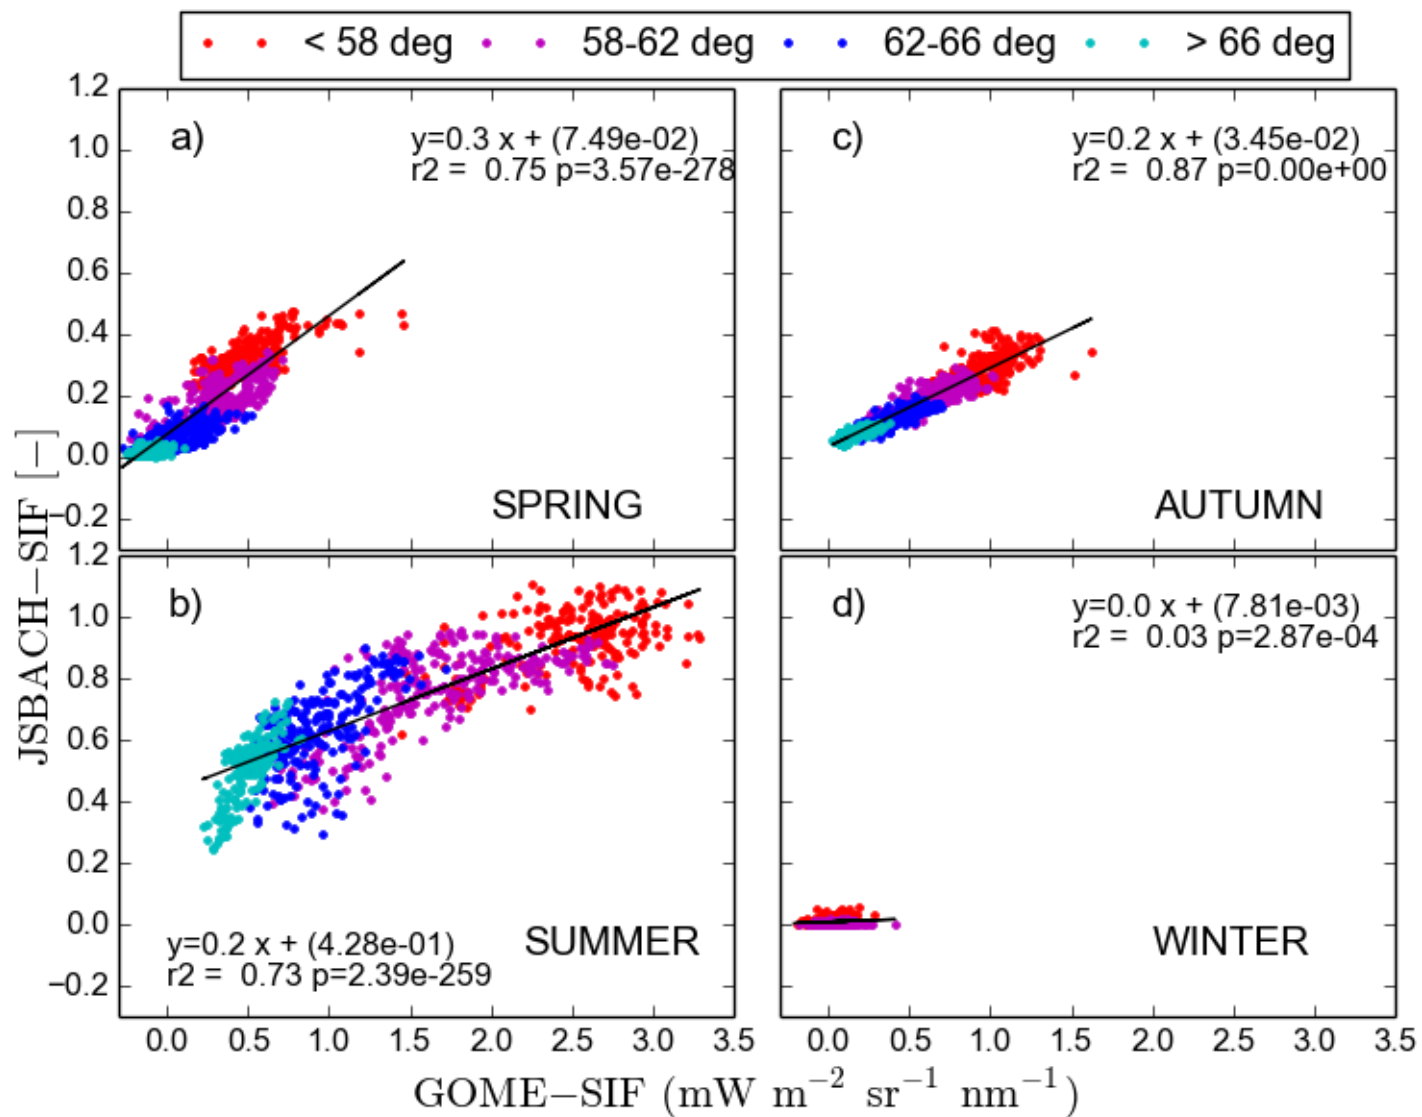 < 58 deg 58-62 deg 62-66 deg > 66 deg
JSBACH−SIF [−]
1.2
1.0
0.8
0.6
0.4
0.2
0.0
−0.2
a)
y=0.3 x + (7.49e-02)
r2 = 0.75 p=3.57e-278
SPRING
c)
y=0.2 x + (3.45e-02)
r2 = 0.87 p=0.00e+00
AUTUMN
1.2
1.0
0.8
0.6
0.4
0.2
0.0
−0.2
b)
y=0.2 x + (4.28e-01)
r2 = 0.73 p=2.39e-259
SUMMER
d)
y=0.0 x + (7.81e-03)
r2 = 0.03 p=2.87e-04
WINTER
0.0 0.5 1.0 1.5 2.0 2.5 3.0 3.5
0.0 0.5 1.0 1.5 2.0 2.5 3.0 3.5
GOME−SIF (mW m⁻² sr⁻¹ nm⁻¹)